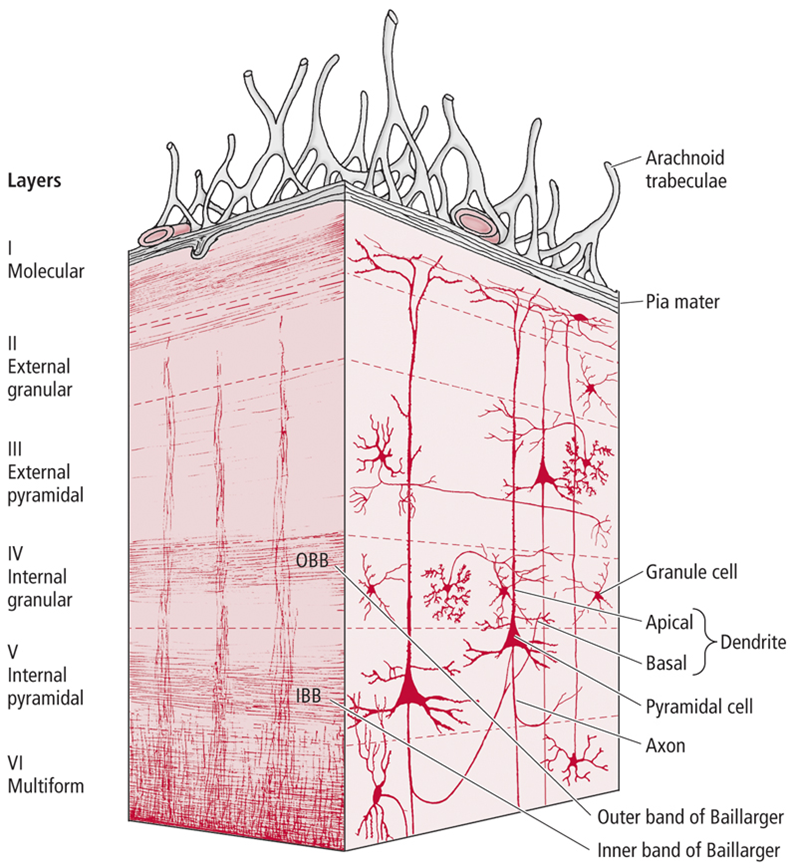 Layers
I
Molecular
II
External
granular
III
External
pyramidal
IV
Internal
granular
V
Internal
pyramidal
VI
Multiform
OBB
IBB
Arachnoid
trabeculae
Pia mater
Granule cell
Apical
Basal
Dendrite
Pyramidal cell
Axon
Outer band of Baillarger
Inner band of Baillarger